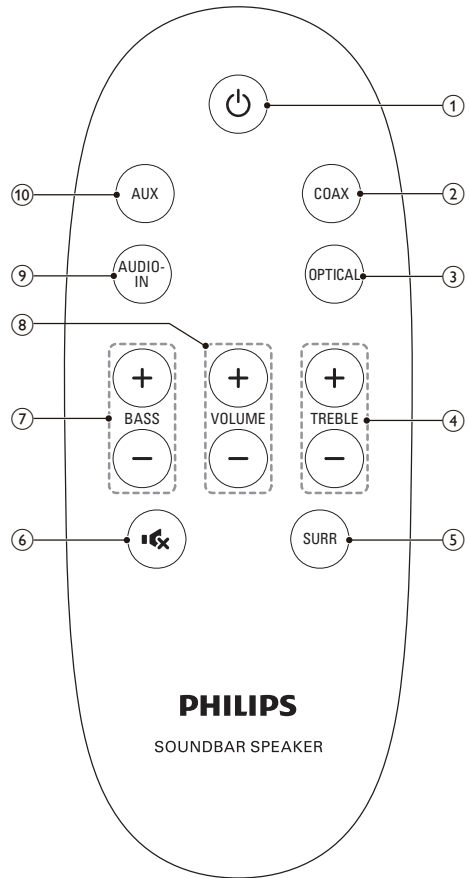 1
10
AUX
COAX
2
9
AUDIO-
IN
OPTICAL
3
8
+
+
+
7
BASS
VOLUME
TREBLE
4
−
−
−
6
SURR
5
PHILIPS
SOUNDBAR SPEAKER